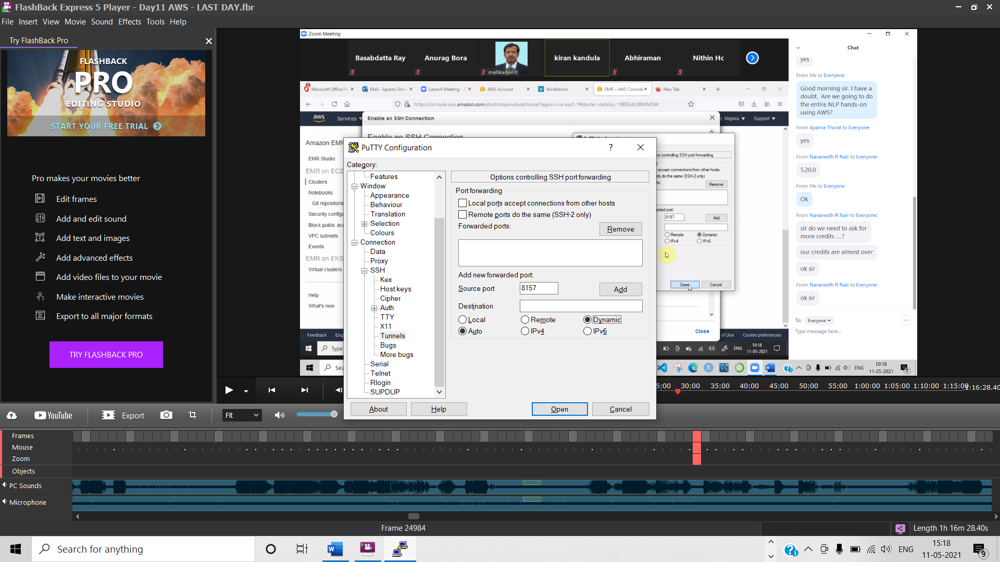 FlashBack Express 5 Player - Day11 AWS - LAST DAY.fbr
File Insert View Movie Sound Effects Tools Help
Try FlashBack Pro
FLASHBACK
PRO
EDITING STUDIO
START YOUR FREE TRIAL
Pro makes your movies better
Edit frames
Add and edit sound
Add text and images
Add advanced effects
Add video files to your movie
Make interactive movies
Export to all major formats
TRY FLASHBACK PRO
Zoom Meeting
Basabdatta Ray
Anurag Bora
mallikarjun d
kiran kandula
Abhiraman
Nithin Hc
Microsoft Office Ho
Mail - Aparna Visha
Launch Meeting - Z
AWS Account
Workbench
EMR – AWS Console
New Tab
https://console.aws.amazon.com/elasticmapreduce/home?region=us-east-1#cluster-details:j-19BSS4L9BMMSM
aws
Services
Enable an SSH Connection
Virginia
Support
Enable an SSH Connection
Amazon EMR
EMR Studio
EMR on EC2
Clusters
Notebooks
Git repositorie
Security configu
Block public acc
VPC subnets
Events
EMR on EKS
Virtual clusters
Help
What's new
Feedback
Eng
of Use
Cookie preferences
Close
Type
10:18
11-05-2021
ENG
PuTTY Configuration
Category:
Features
Window
Appearance
Behaviour
Translation
Selection
Colours
Connection
Data
Proxy
SSH
Kex
Host keys
Cipher
Auth
TTY
X11
Tunnels
Bugs
More bugs
Serial
Telnet
Rlogin
SUPDUP
Options controlling SSH port forwarding
Port forwarding
Local ports accept connections from other hosts
Remote ports do the same (SSH-2 only)
Forwarded ports:
Remove
Add new forwarded port:
Source port
8157
Add
Destination
Local
Remote
Dynamic
Auto
IPv4
IPv6
About
Help
Open
Cancel
s controlling SSH port forwarding
accept connections from other hosts
rts do the same (SSH-2 only)
Remove
arded port:
8157
Add
Remote
Dynamic
IPv4
IPv6
Open
Cancel
Chat
yes
From Me to Everyone:
Good morning sir. I have a
doubt. Are we going to do
the entire NLP hands-on
using AWS?
From Aparna Thorat to Everyone:
yes
From Navaneeth R Nair to Everyone:
5.20.0
From Me to Everyone:
Ok
From Navaneeth R Nair to Everyone:
sir do we need to ask for
more credits ....?
our credits are almost over
ok sir
From Navaneeth R Nair to Everyone:
ok sir
To: Everyone
Type message here...
Sea
ENG
10:18
11-05-2021
7
5:00 30:00 35:00 40:00 45:00 50:00 55:00 1:00:00 1:05:00 1:10:00 1:15:00
1:16:28.40
YouTube
Export
Fit
Frames
Mouse
Zoom
Objects
PC Sounds
Microphone
Frame 24984
Length 1h 16m 28.40s
Search for anything
ENG
15:18
11-05-2021
9